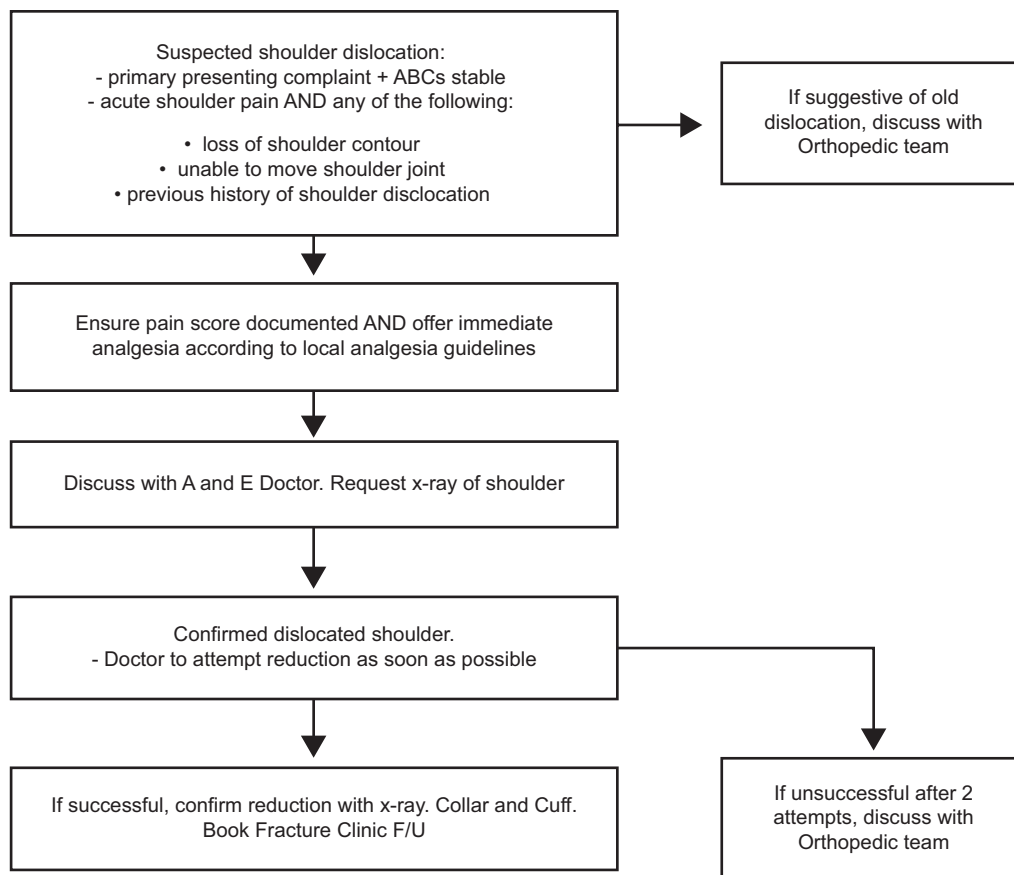 Suspected shoulder dislocation:
- primary presenting complaint + ABCs stable
- acute shoulder pain AND any of the following:
• loss of shoulder contour
• unable to move shoulder joint
• previous history of shoulder disclocation
If suggestive of old
dislocation, discuss with
Orthopedic team
Ensure pain score documented AND offer immediate
analgesia according to local analgesia guidelines
Discuss with A and E Doctor. Request x-ray of shoulder
Confirmed dislocated shoulder.
- Doctor to attempt reduction as soon as possible
If successful, confirm reduction with x-ray. Collar and Cuff.
Book Fracture Clinic F/U
If unsuccessful after 2
attempts, discuss with
Orthopedic team